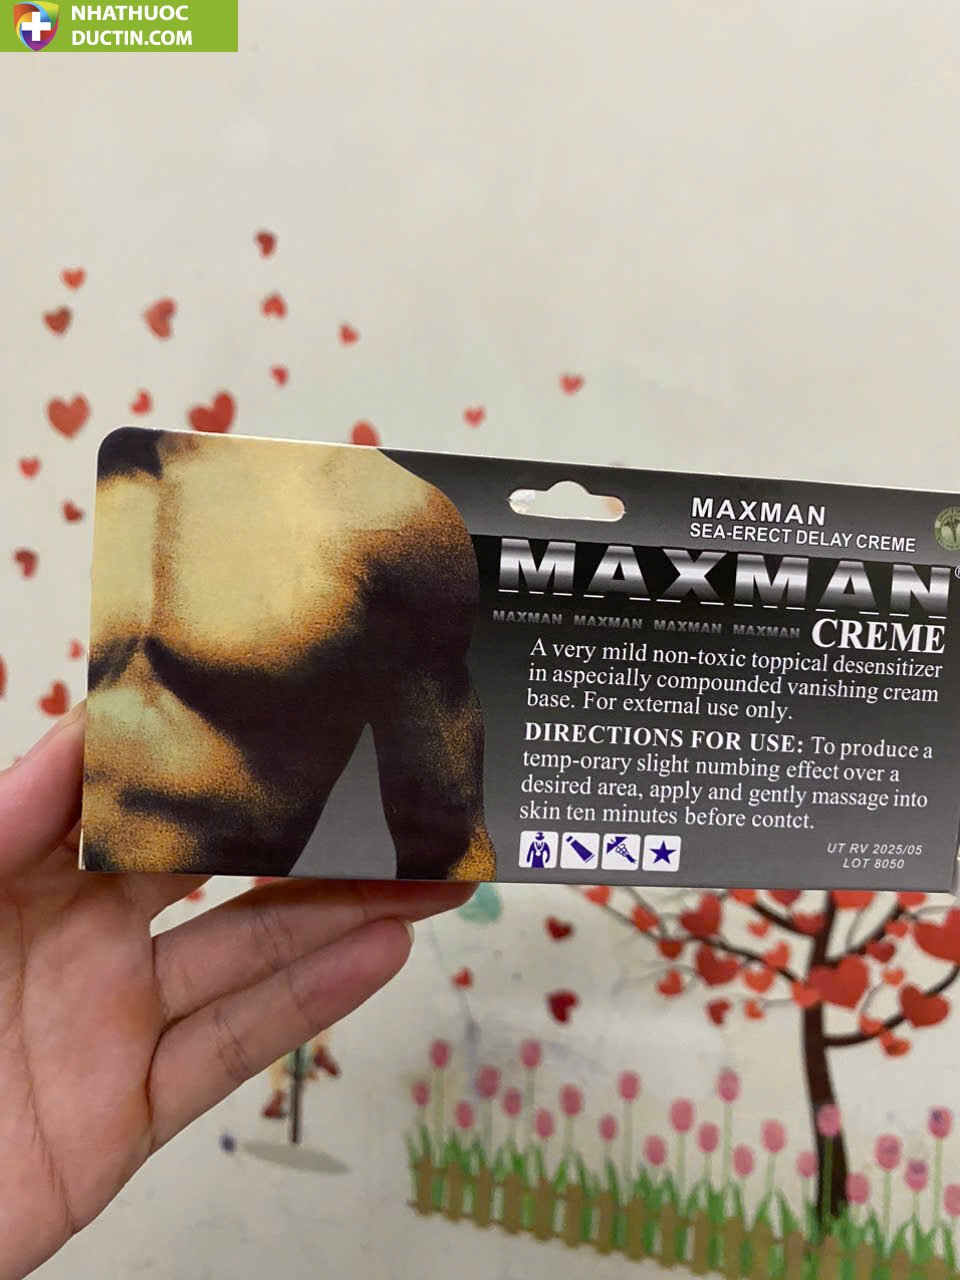 NHATHUOC
DUCTIN.COM
MAXMAN
SEA-ERECT DELAY CREME
MAXMAN®
MAXMAN MAXMAN MAXMAN MAXMAN
CREME
A very mild non-toxic toppical desensitizer
in aspecially compounded vanishing cream
base. For external use only.
DIRECTIONS FOR USE: To produce a
temp-orary slight numbing effect over a
desired area, apply and gently massage into
skin ten minutes before contct.
UT RV 2025/05
LOT 8050